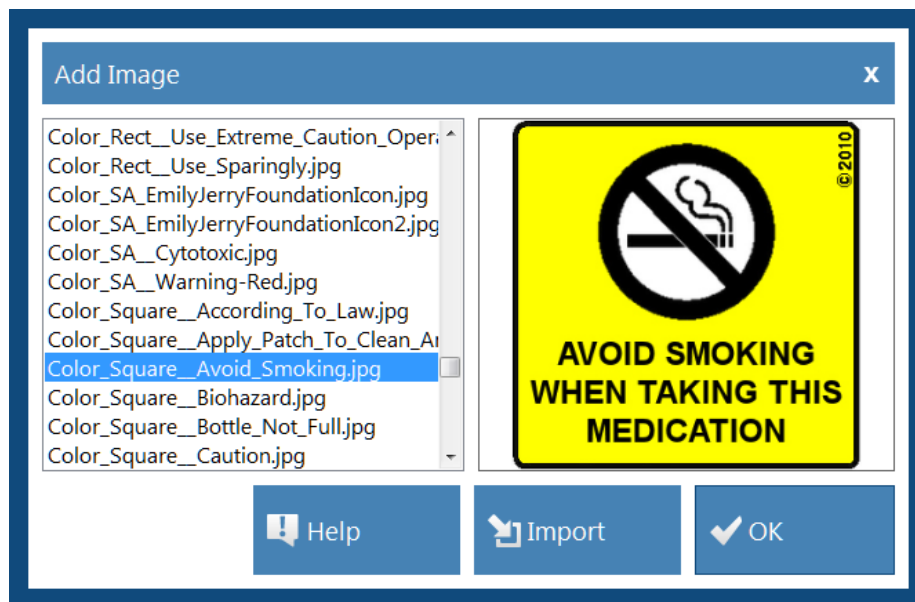 Add Image
x
Color_Rect__Use_Extreme_Caution_Oper
Color_Rect__Use_Sparingly.jpg
Color_SA_EmilyJerryFoundationIcon.jpg
Color_SA_EmilyJerryFoundationIcon2.jpg
Color_SA__Cytotoxic.jpg
Color_SA__Warning-Red.jpg
Color_Square__According_To_Law.jpg
Color_Square__Apply_Patch_To_Clean_Ar
Color_Square__Avoid_Smoking.jpg
Color_Square__Biohazard.jpg
Color_Square__Bottle_Not_Full.jpg
Color_Square__Caution.jpg
©2010
AVOID SMOKING
WHEN TAKING THIS
MEDICATION
Help
Import
OK